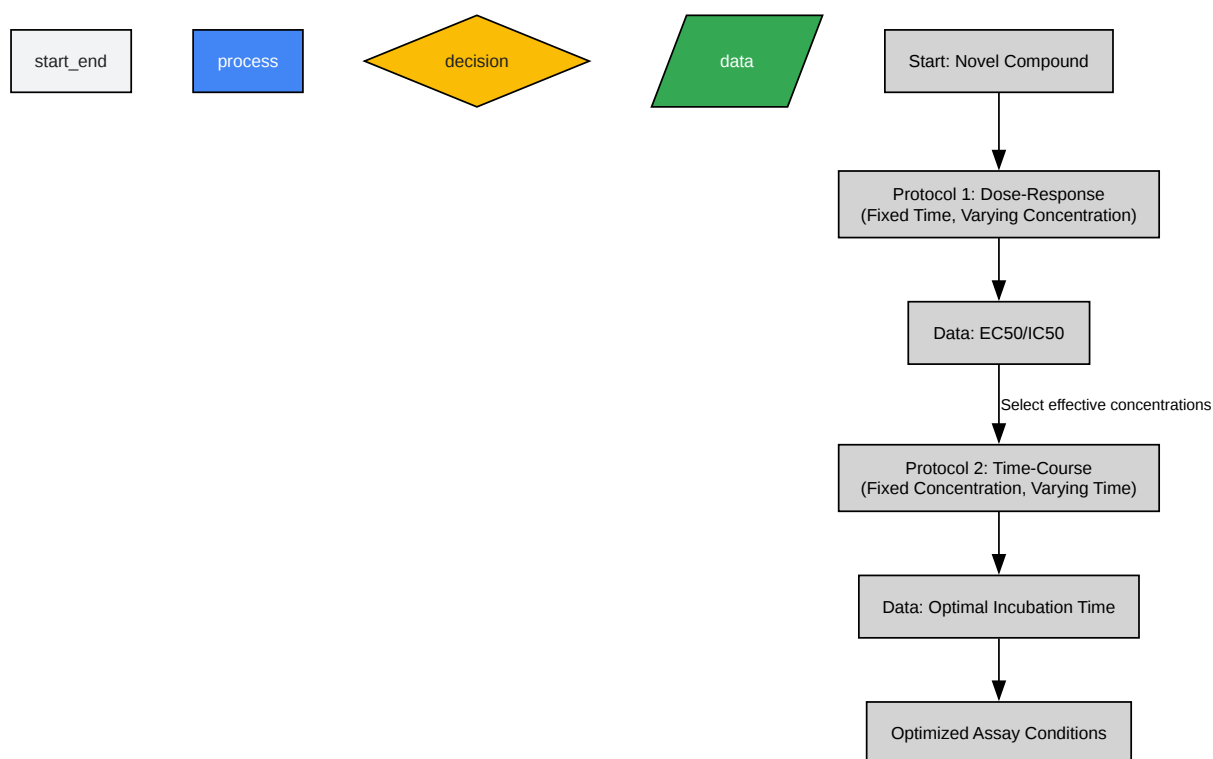 start_end
process
decision
data
Start: Novel Compound
Protocol 1: Dose-Response
(Fixed Time, Varying Concentration)
Data: EC50/IC50
Select effective concentrations
Protocol 2: Time-Course
(Fixed Concentration, Varying Time)
Data: Optimal Incubation Time
Optimized Assay Conditions